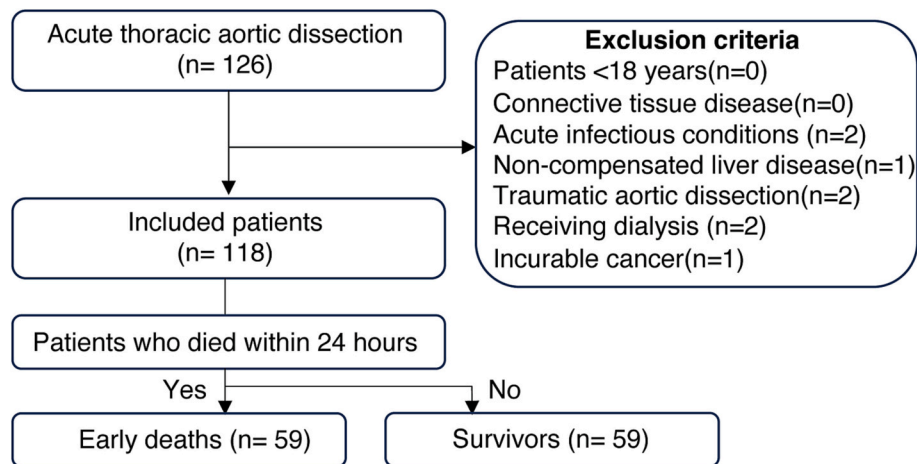 Acute thoracic aortic dissection
(n= 126)
Exclusion criteria
Patients <18 years(n=0)
Connective tissue disease(n=0)
Acute infectious conditions (n=2)
Non-compensated liver disease(n=1)
Traumatic aortic dissection(n=2)
Receiving dialysis (n=2)
Incurable cancer(n=1)
Included patients
(n= 118)
Patients who died within 24 hours
Yes
No
Early deaths (n= 59)
Survivors (n= 59)